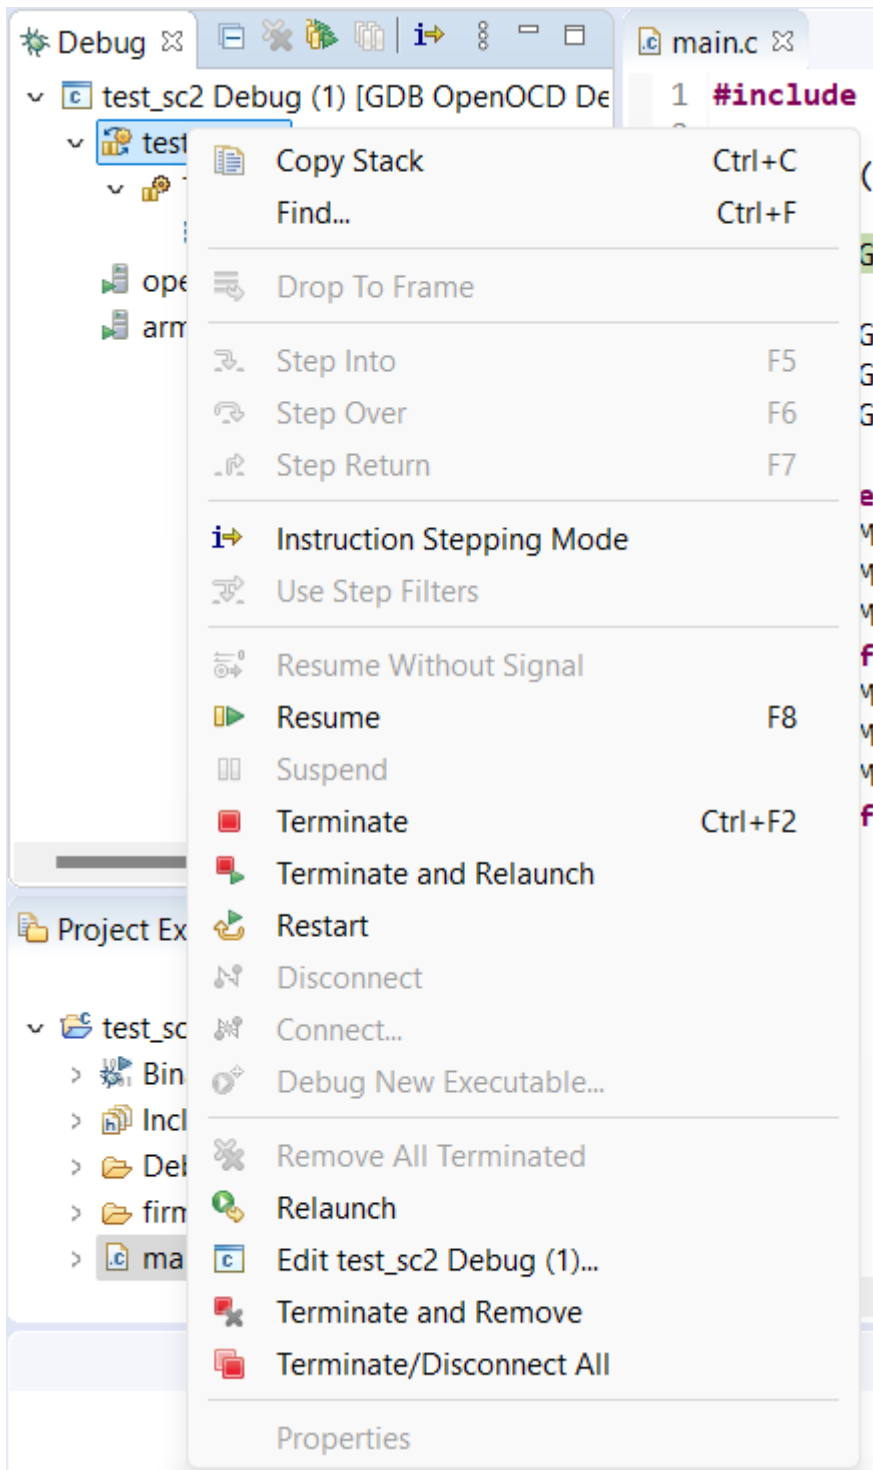 Debug
main.c
test_sc2 Debug (1) [GDB OpenOCD De
1 #include
test
(
ope
arm
Copy Stack Ctrl+C
Find... Ctrl+F
Drop To Frame
Step Into F5
Step Over F6
Step Return F7
Instruction Stepping Mode
Use Step Filters
Resume Without Signal
Resume F8
Suspend
Terminate Ctrl+F2
Terminate and Relaunch
Restart
Disconnect
Connect...
Debug New Executable...
Remove All Terminated
Relaunch
Edit test_sc2 Debug (1)...
Terminate and Remove
Terminate/Disconnect All
Properties
Project Ex
test_sc
Bin
Incl
Deb
firm
ma